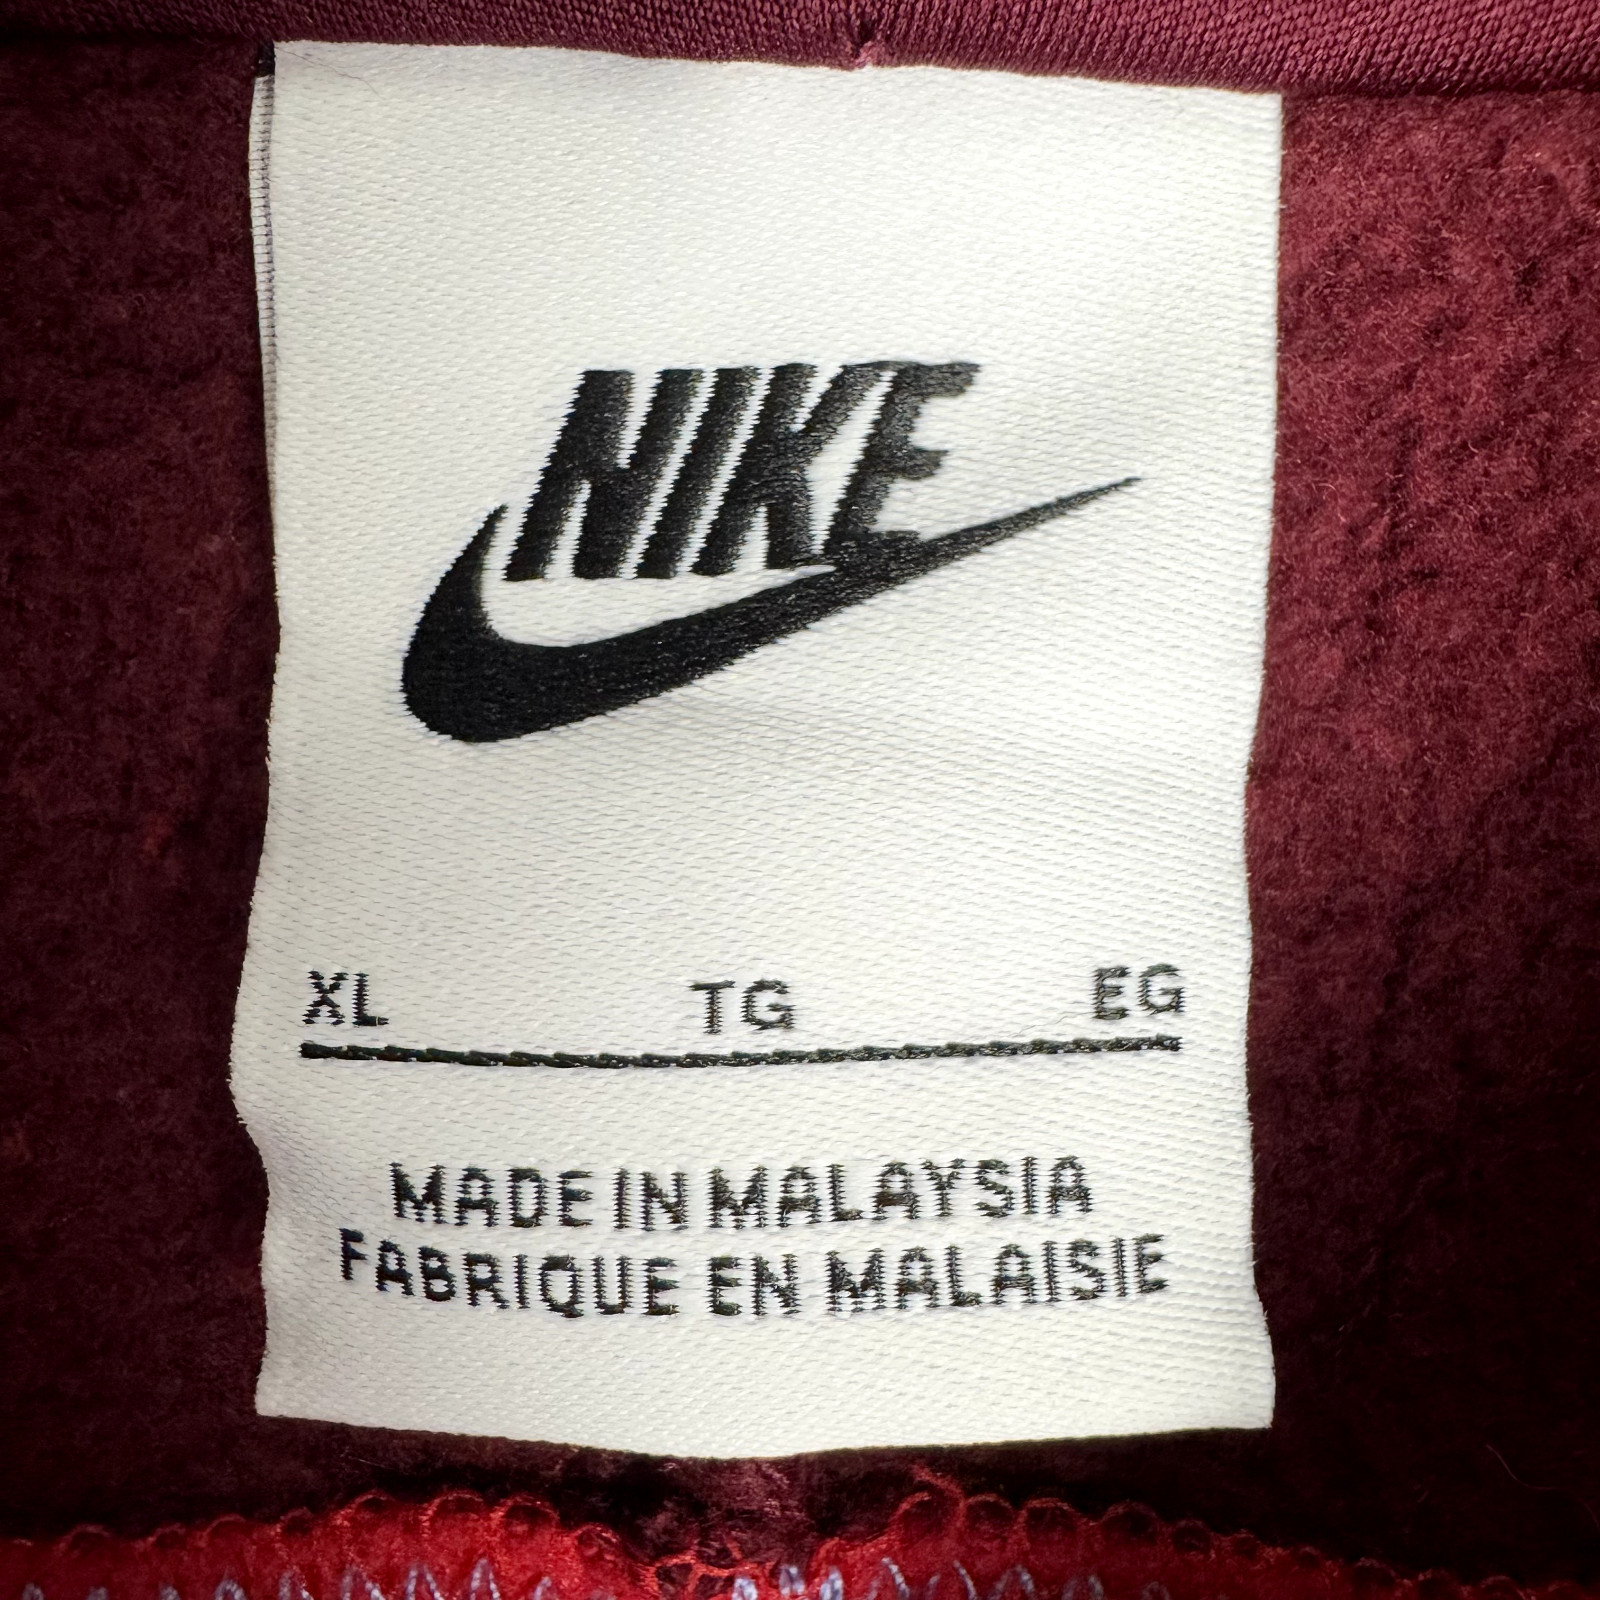 NIKE
XL TG EG
MADE IN MALAYSIA
FABRIQUE EN MALAISIE